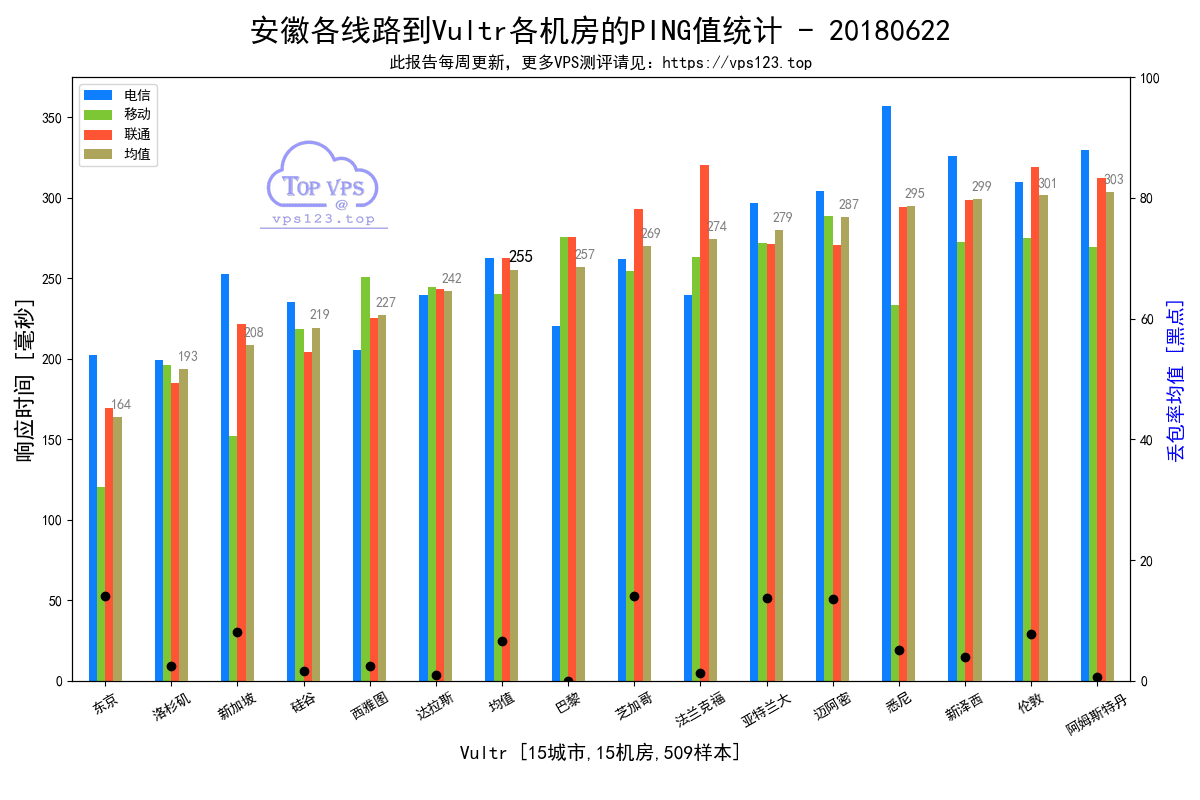 安徽各线路到Vultr各机房的PING值统计 - 20180622
此报告每周更新，更多VPS测评请见：https://vps123.top
电信
移动
联通
均值
TOP VPS
@
vps123.top
响应时间 [毫秒]
350
300
250
200
150
100
50
0
丢包率均值 [黑点]
100
80
60
40
20
0
164
193
208
219
227
242
255
257
269
274
279
287
295
299
301
303
东京
洛杉矶
新加坡
硅谷
西雅图
达拉斯
均值
巴黎
芝加哥
法兰克福
亚特兰大
迈阿密
悉尼
新泽西
伦敦
阿姆斯特丹
Vultr [15城市,15机房,509样本]